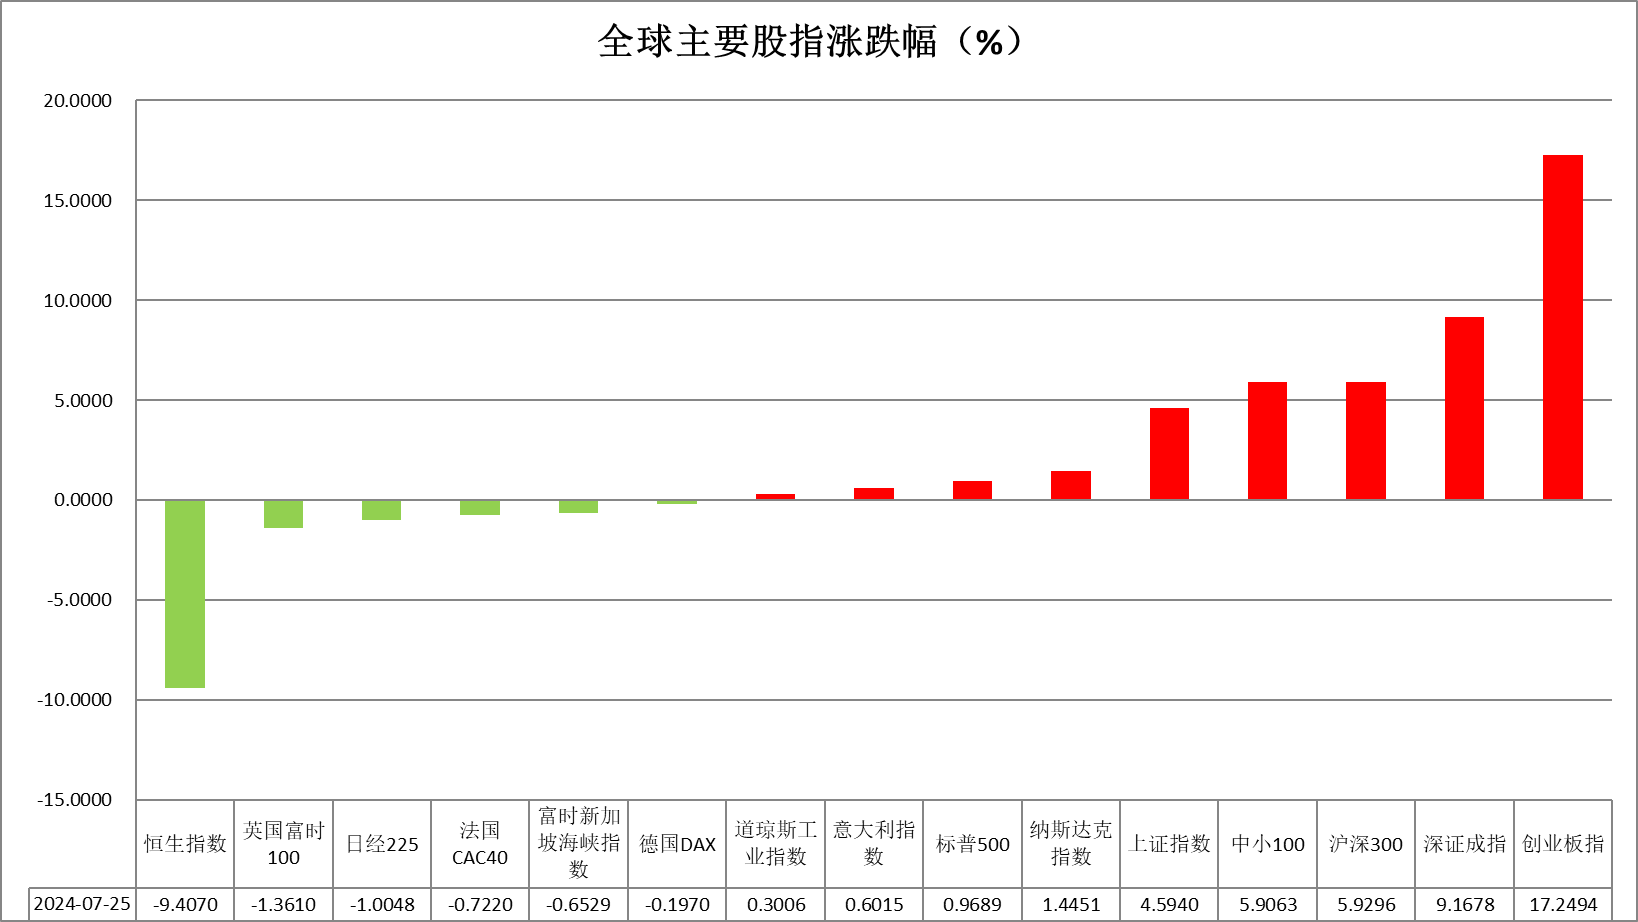 全球主要股指涨跌幅（%）
20.0000
15.0000
10.0000
5.0000
0.0000
-5.0000
-10.0000
-15.0000
恒生指数
英国富时
100
日经225
法国
CAC40
富时新加
坡海峡指
数
德国DAX
道琼斯工
业指数
意大利指
数
标普500
纳斯达克
指数
上证指数
中小100
沪深300
深证成指
创业板指
2024-07-25 -9.4070 -1.3610 -1.0048 -0.7220 -0.6529 -0.1970 0.3006 0.6015 0.9689 1.4451 4.5940 5.9063 5.9296 9.1678 17.2494